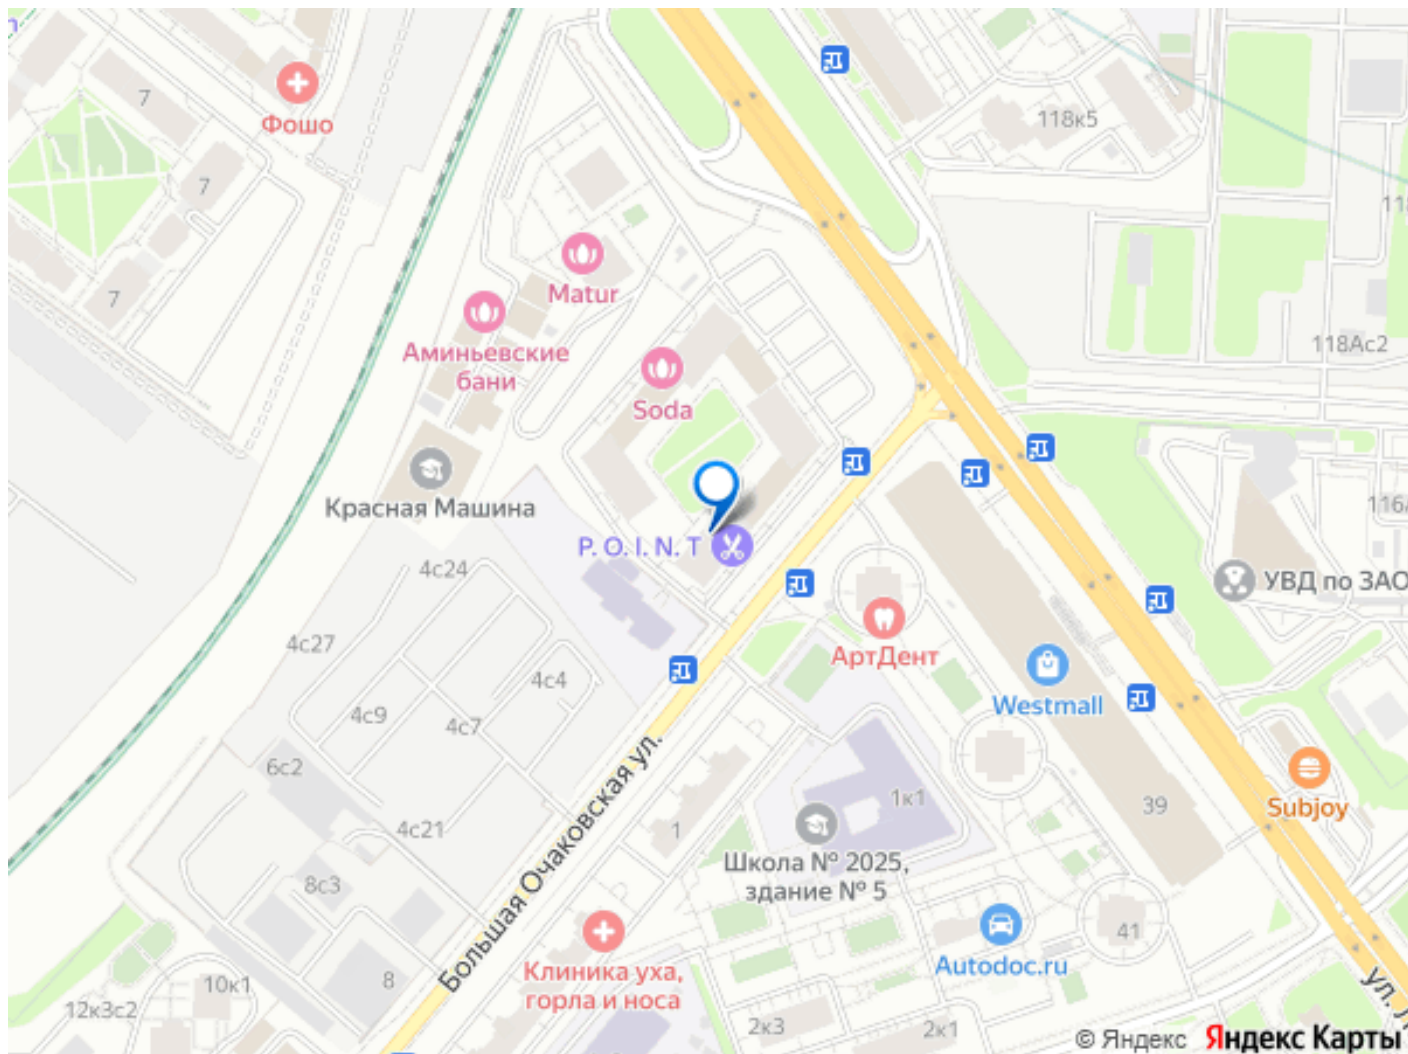 7
Фошо
118к5
7
Matur
7
Аминьевские
бани
118Ас2
Soda
Красная Машина
P. O. I. N. T
4с24
УВД по ЗАО
4с27
АртДент
4с4
Westmall
4с9
4с7
6с2
1к1
39
Subjoy
4с21
1
Школа № 2025,
здание № 5
8с3
Большая Очаковская ул.
41
Клиника уха,
горла и носа
Autodoc.ru
8
10к1
12к3с2
2к3
2к1
ул.
© Яндекс Яндекс Карты